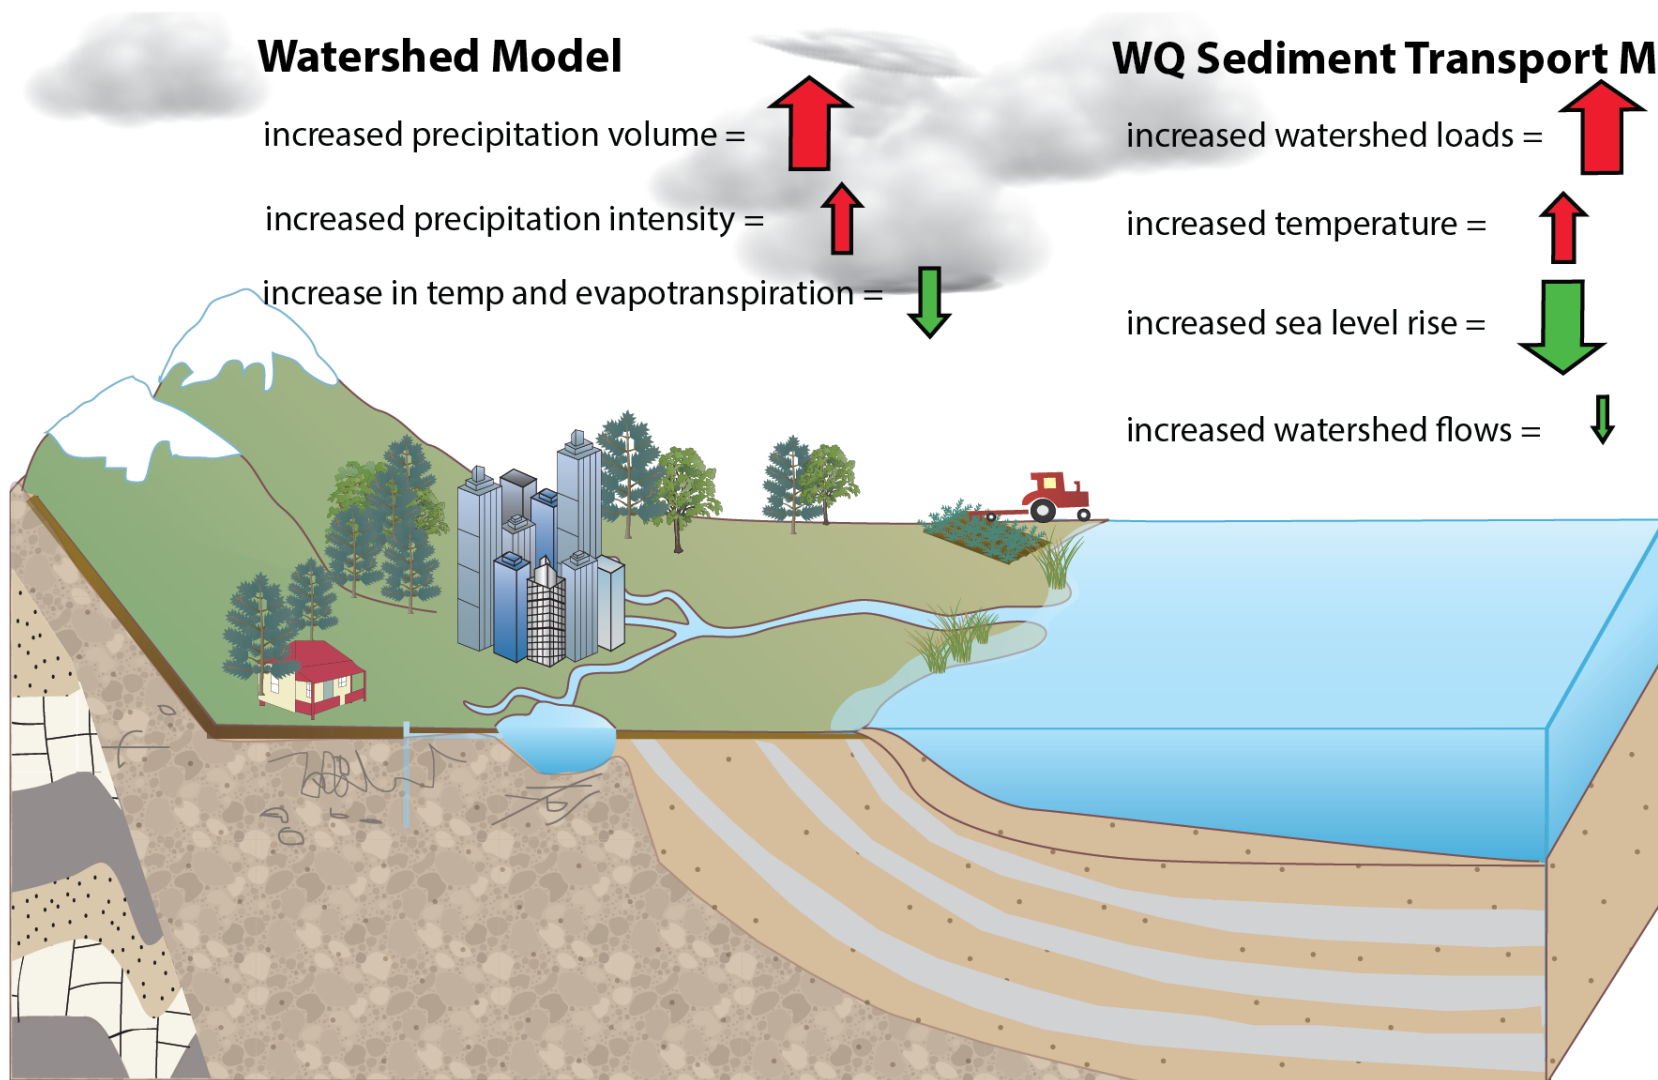 Watershed Model
increased precipitation volume =
increased precipitation intensity =
increase in temp and evapotranspiration =
WQ Sediment Transport M
increased watershed loads =
increased temperature =
increased sea level rise =
increased watershed flows =